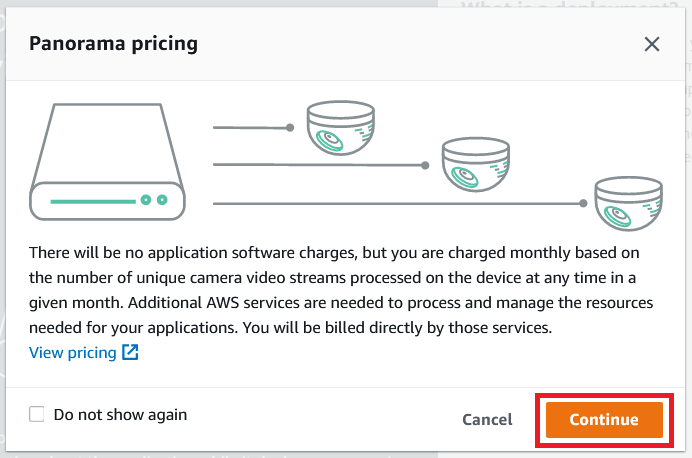 What is a deployment?
Panorama pricing
There will be no application software charges, but you are charged monthly based on
the number of unique camera video streams processed on the device at any time in a
given month. Additional AWS services are needed to process and manage the resources
needed for your applications. You will be billed directly by those services.
View pricing
Do not show again
Cancel
Continue